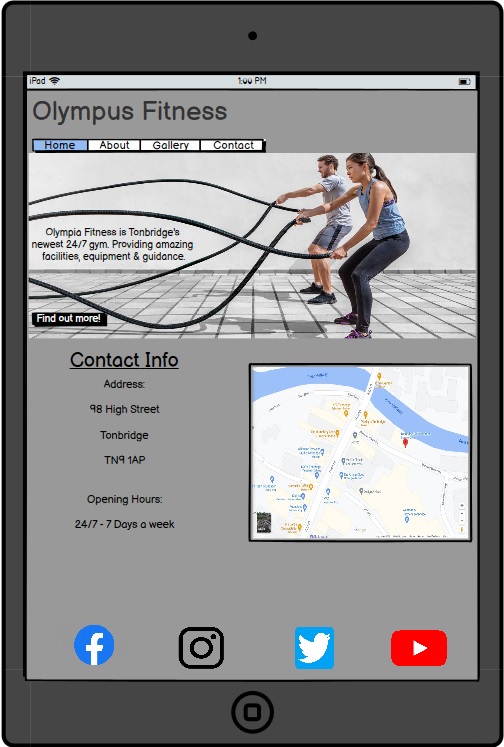 iPad
1:00 PM
Olympus Fitness
Home About Gallery Contact
Olympia Fitness is Tonbridge's
newest 24/7 gym. Providing amazing
facilities, equipment & guidance.
Find out more!
Contact Info
Address:
98 High Street
Tonbridge
TN9 1AP
Opening Hours:
24/7 - 7 Days a week